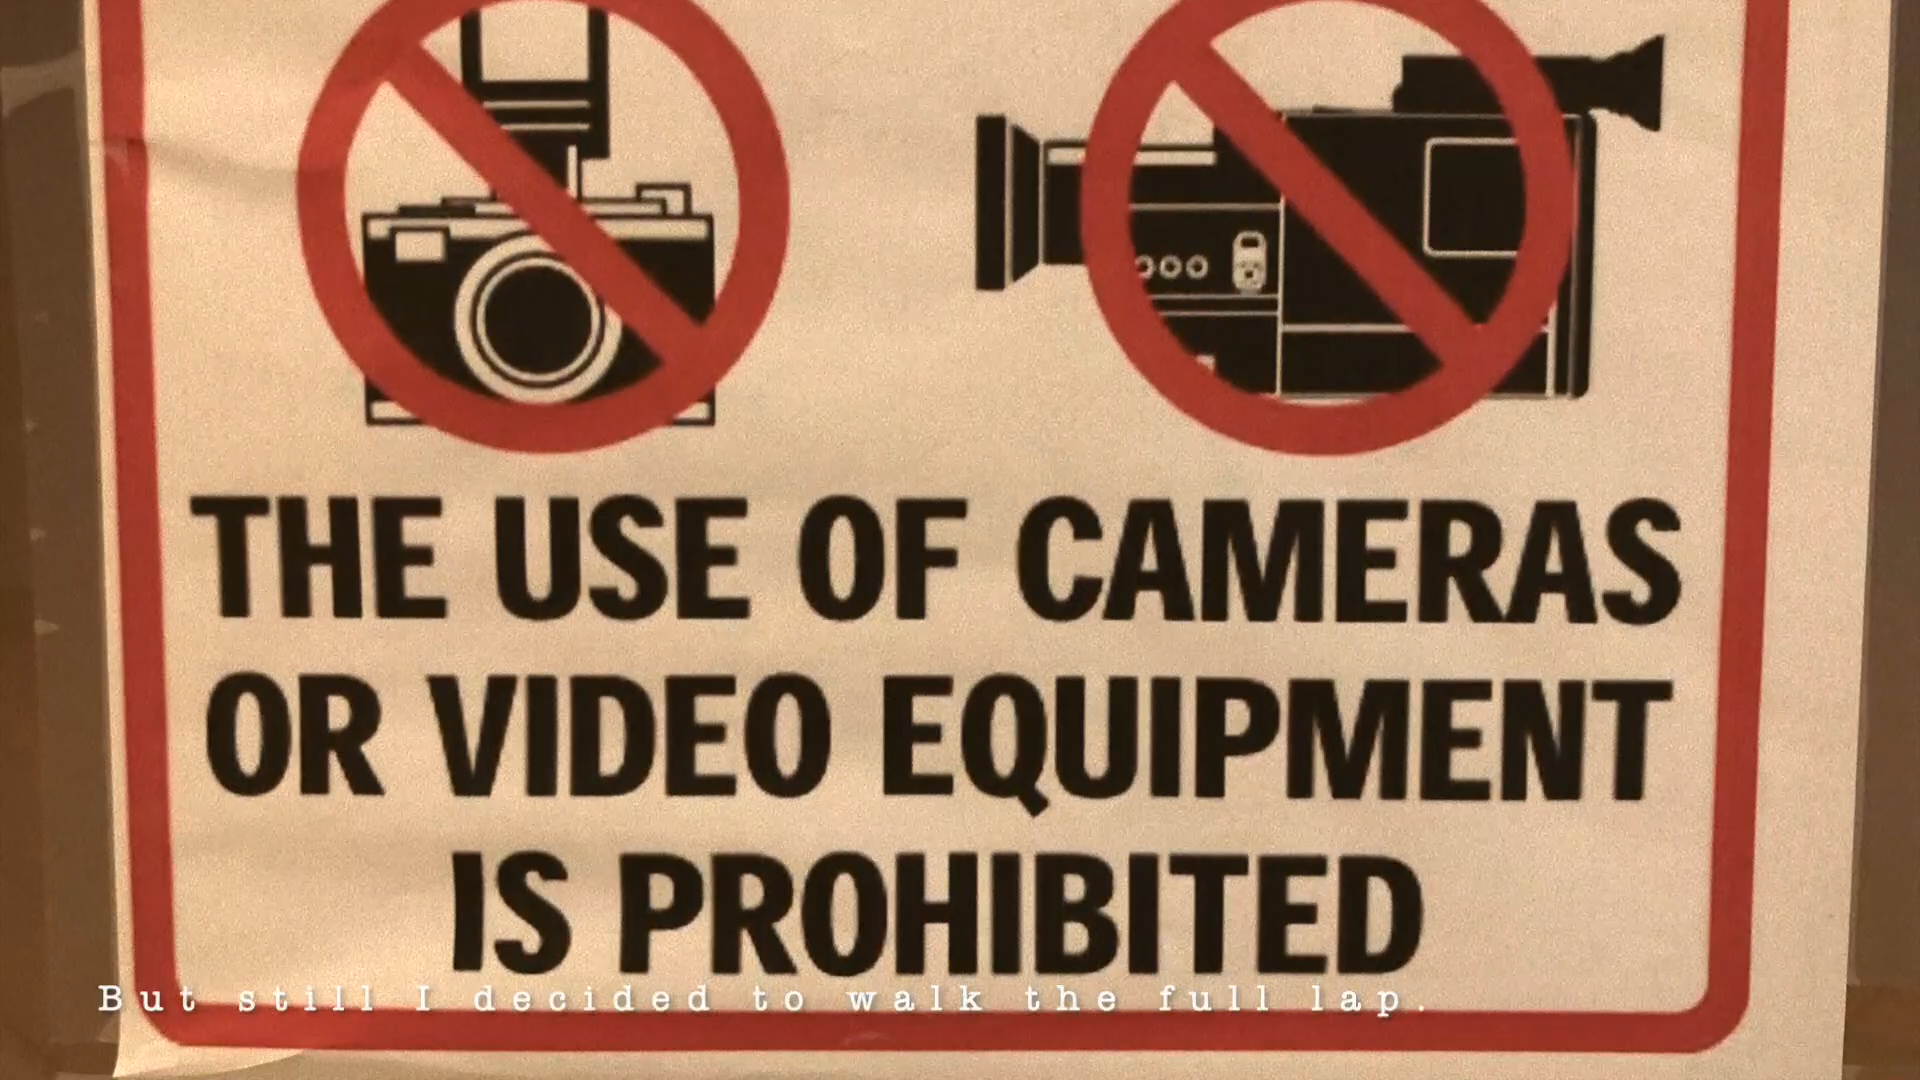 THE USE OF CAMERAS
OR VIDEO EQUIPMENT
IS PROHIBITED
But still I decided to walk the full lap.